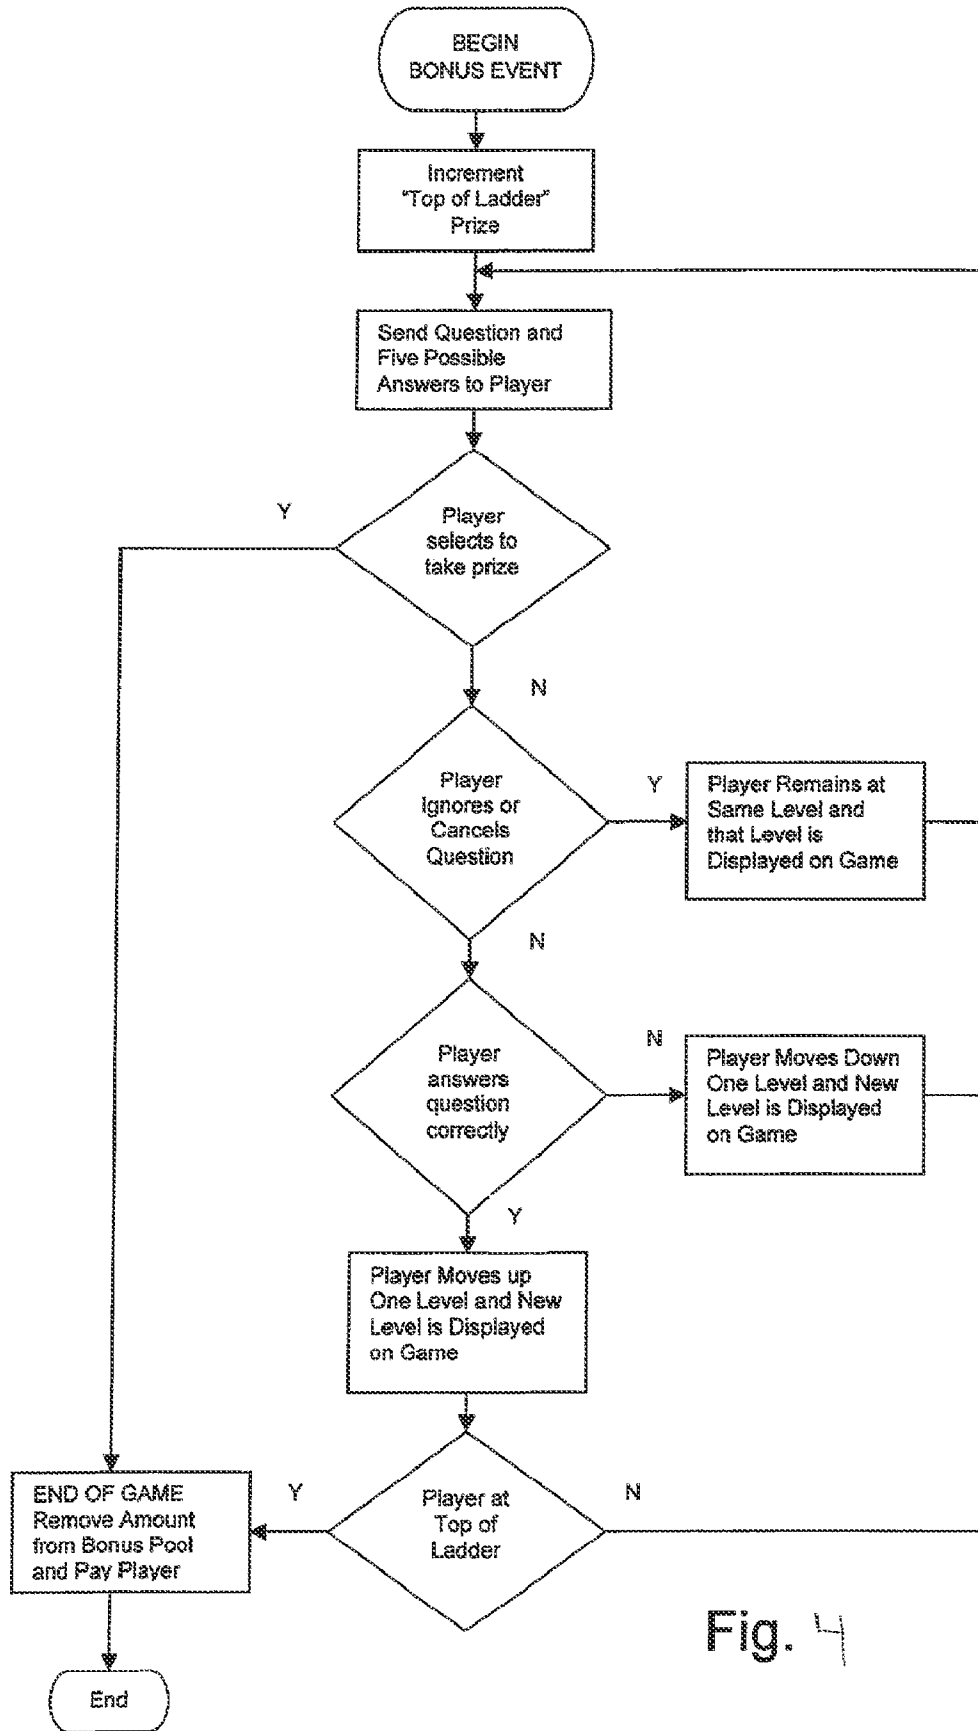 BEGIN
BONUS EVENT
Increment
"Top of Ladder"
Prize
Send Question and
Five Possible
Answers to Player
Y
Player
selects to
take prize
N
Player
Ignores or
Cancels
Question
Y
Player Remains at
Same Level and
that Level is
Displayed on Game
N
Player
answers
question
correctly
N
Player Moves Down
One Level and New
Level is Displayed
on Game
Y
Player Moves up
One Level and New
Level is Displayed
on Game
END OF GAME
Remove Amount
from Bonus Pool
and Pay Player
Y
Player at
Top of
Ladder
N
End
Fig. 4